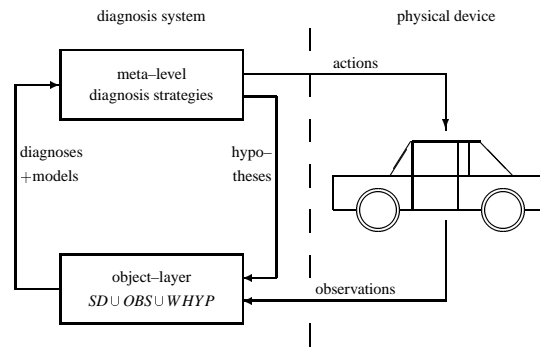 diagnosis system
physical device
meta–level
diagnosis strategies
actions
diagnoses
+models
hypo–
theses
object–layer
SD ∪ OBS ∪ WHYP
observations